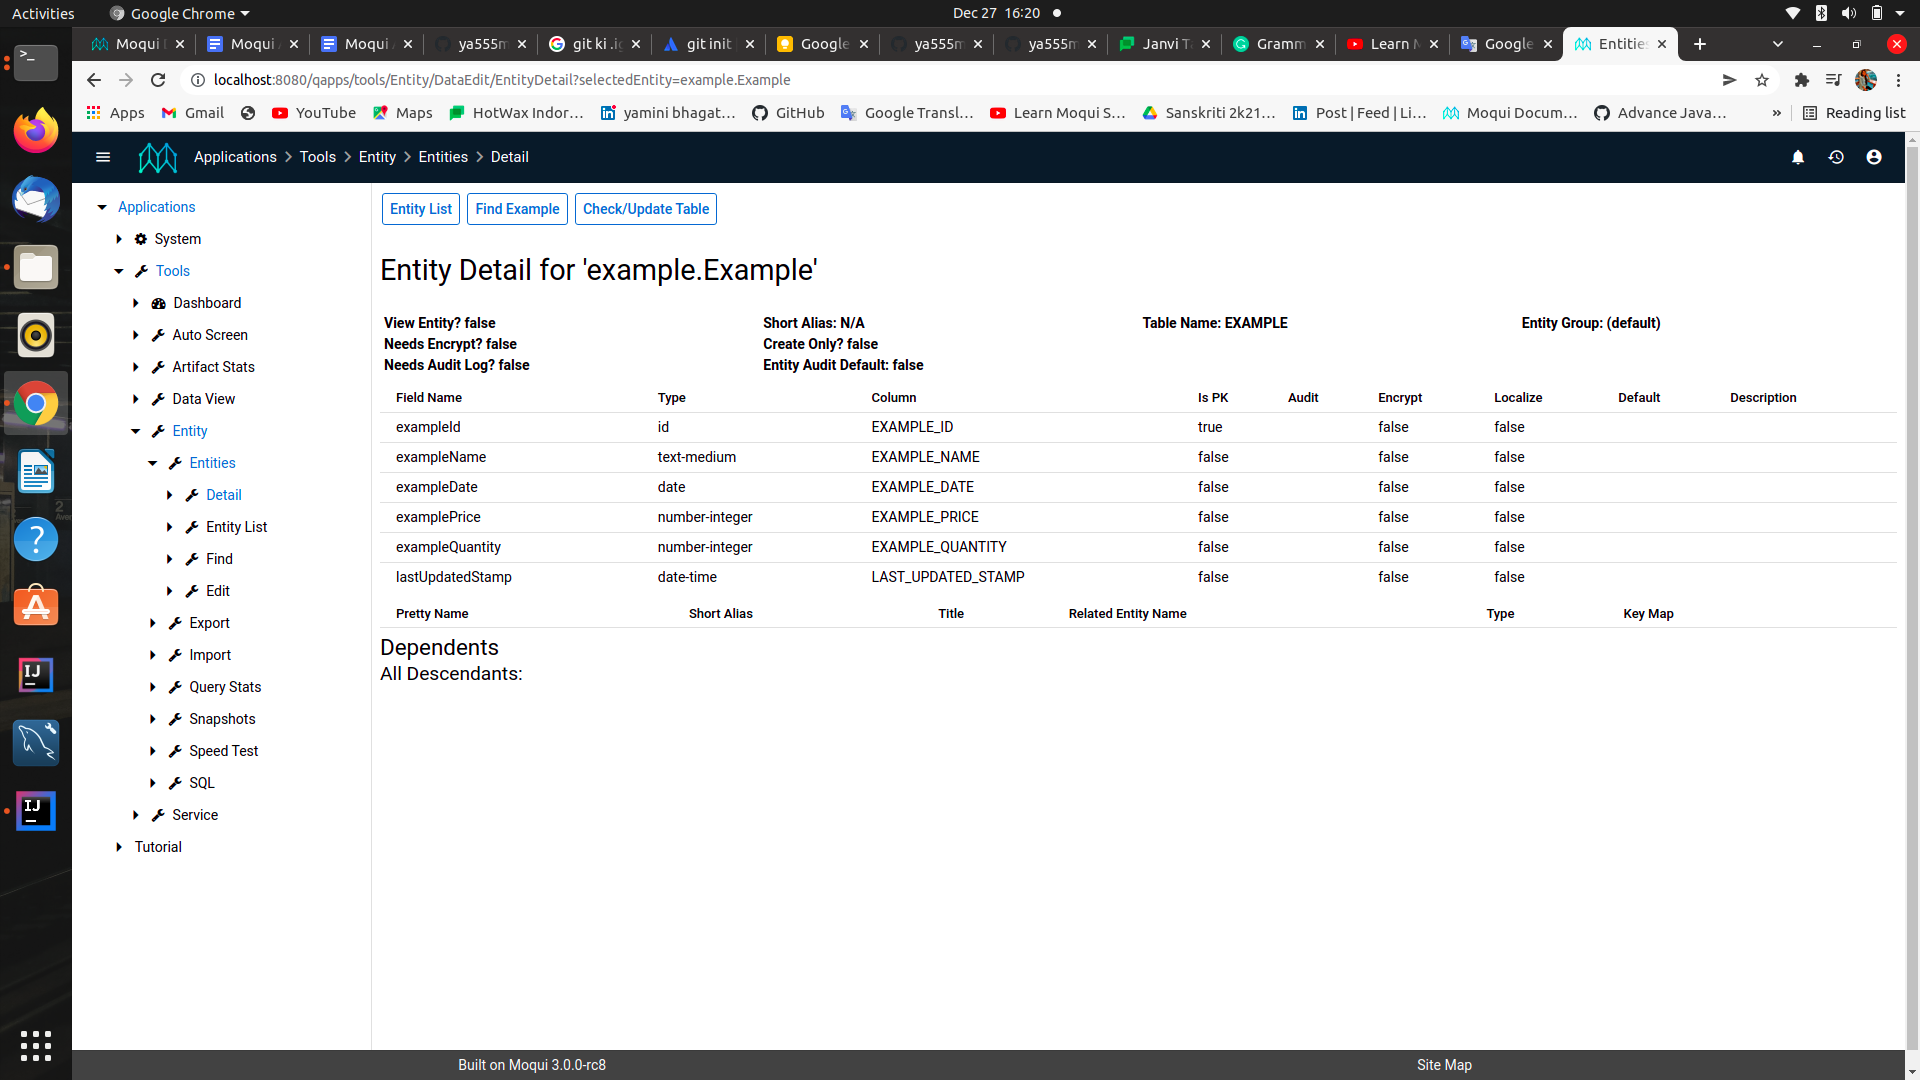 Activities Google Chrome Dec 27 16:20
Moqui Moqui Moqui ya555m git ki .i git init Google ya555m ya555m Janvi T Gramm Learn Google Entities
localhost:8080/qapps/tools/Entity/DataEdit/EntityDetail?selectedEntity=example.Example
Apps Gmail YouTube Maps HotWax Indor… yamini bhagat… GitHub Google Transl… Learn Moqui S… Sanskriti 2k21… Post | Feed | Li… Moqui Docum… Advance Java… » Reading list
Applications Tools Entity Entities Detail
Applications
System
Tools
Dashboard
Auto Screen
Artifact Stats
Data View
Entity
Entities
Detail
Entity List
Find
Edit
Export
Import
Query Stats
Snapshots
Speed Test
SQL
Service
Tutorial
Entity List Find Example Check/Update Table
Entity Detail for 'example.Example'
View Entity? false Short Alias: N/A Table Name: EXAMPLE Entity Group: (default)
Needs Encrypt? false Create Only? false
Needs Audit Log? false Entity Audit Default: false
Field Name Type Column Is PK Audit Encrypt Localize Default Description
exampleId id EXAMPLE_ID true false false
exampleName text-medium EXAMPLE_NAME false false false
exampleDate date EXAMPLE_DATE false false false
examplePrice number-integer EXAMPLE_PRICE false false false
exampleQuantity number-integer EXAMPLE_QUANTITY false false false
lastUpdatedStamp date-time LAST_UPDATED_STAMP false false false
Pretty Name Short Alias Title Related Entity Name Type Key Map
Dependents
All Descendants:
Built on Moqui 3.0.0-rc8 Site Map